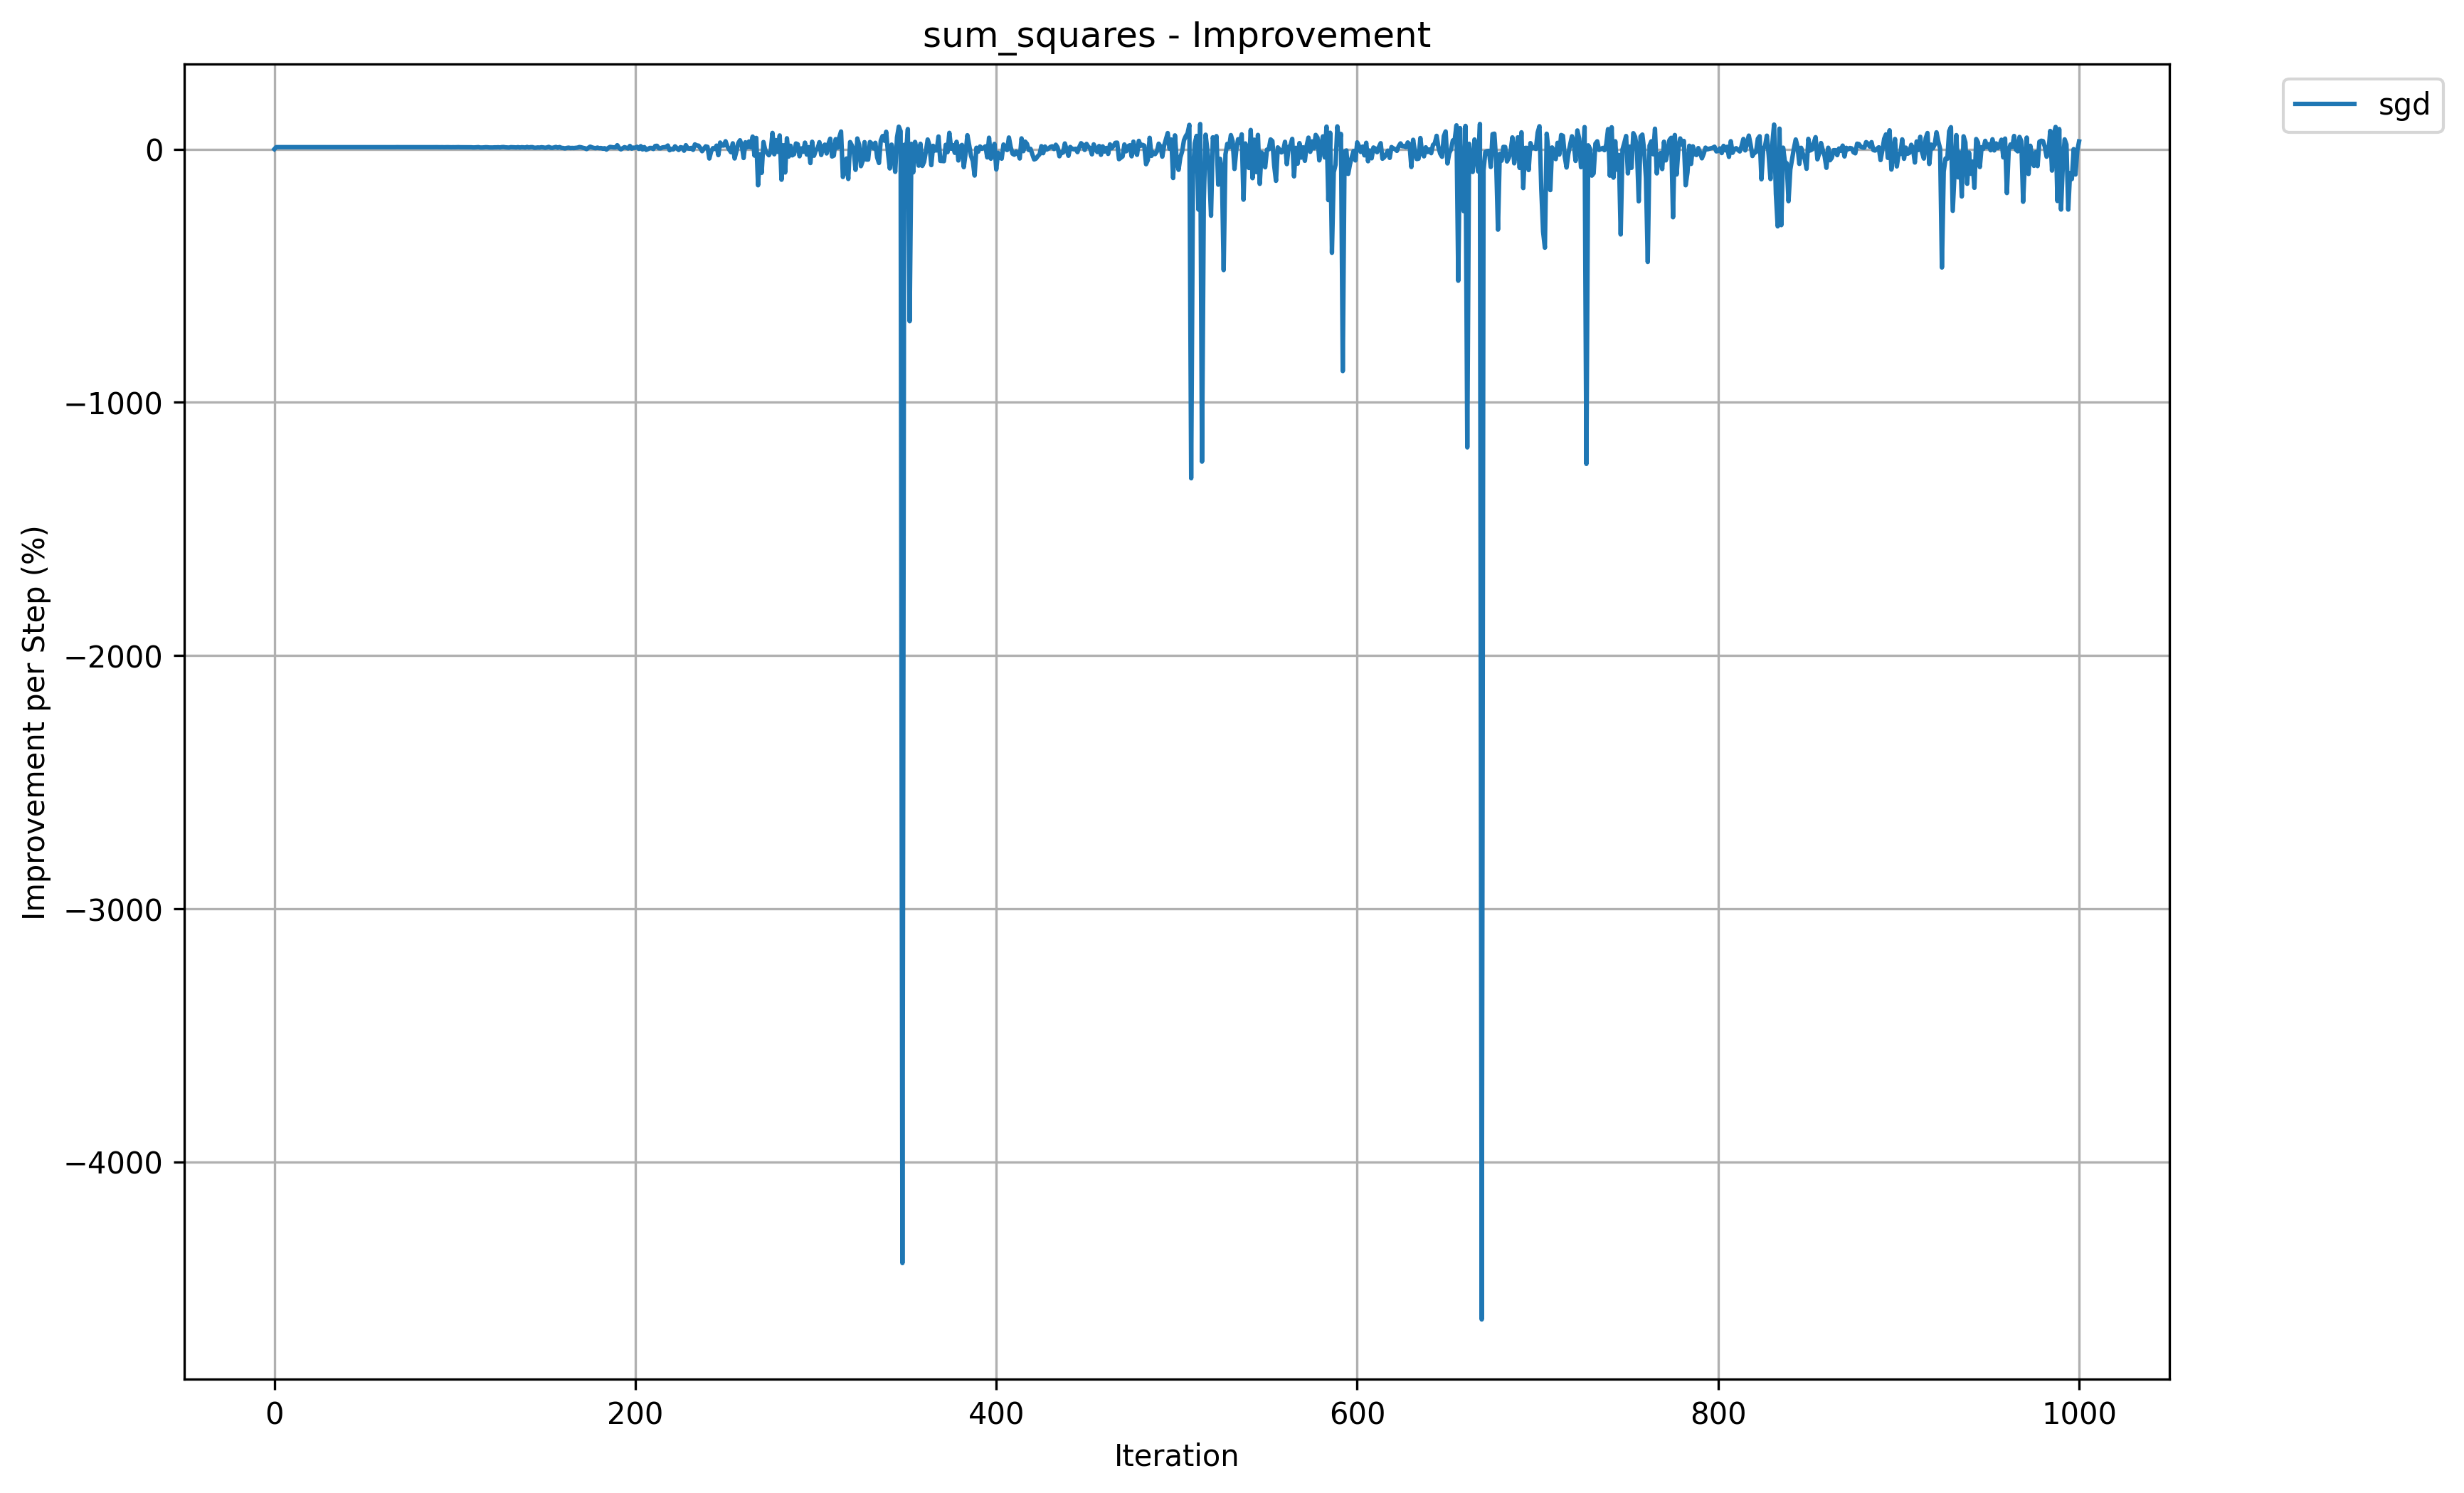 sum_squares - Improvement
sgd
0
−1000
−2000
−3000
−4000
Improvement per Step (%)
0
200
400
600
800
1000
Iteration